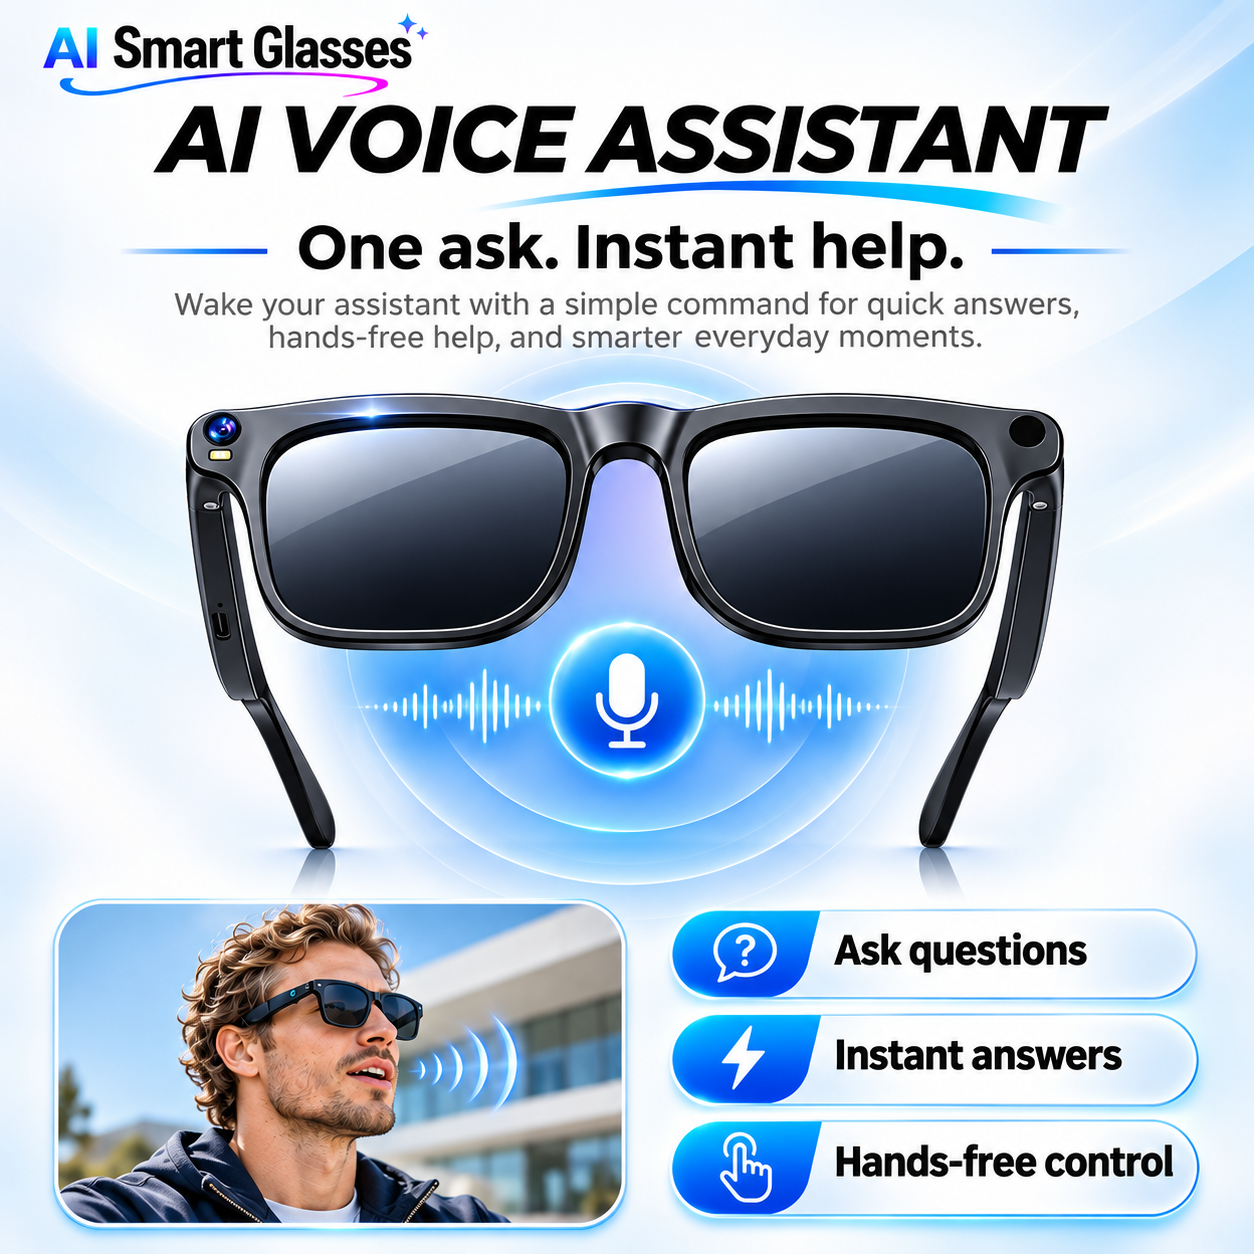 AI Smart Glasses
AI VOICE ASSISTANT
One ask. Instant help.
Wake your assistant with a simple command for quick answers,
hands-free help, and smarter everyday moments.
Ask questions
Instant answers
Hands-free control